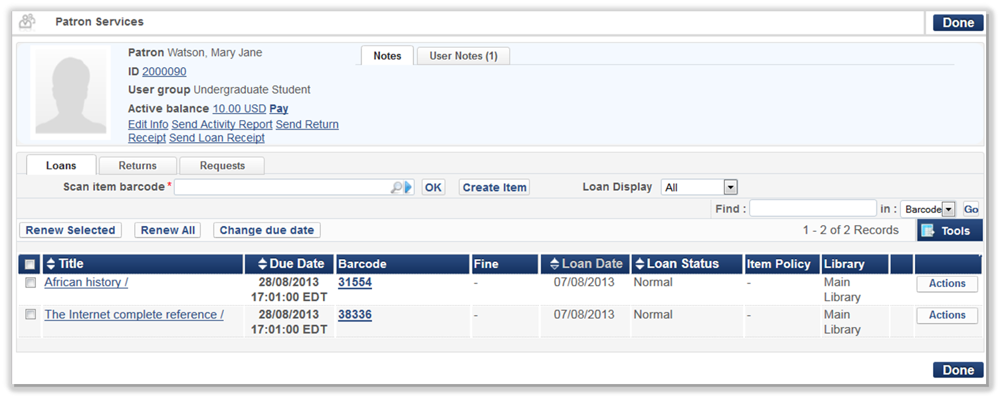 Patron Services
Done
Patron Watson, Mary Jane
ID 2000090
User group Undergraduate Student
Active balance 10.00 USD Pay
Edit Info Send Activity Report Send Return
Receipt Send Loan Receipt
Notes User Notes (1)
Loans Returns Requests
Scan item barcode * OK Create Item Loan Display All
Find : in : Barcode Go
Renew Selected Renew All Change due date 1 - 2 of 2 Records Tools
Title Due Date Barcode Fine Loan Date Loan Status Item Policy Library
African history / 28/08/2013 31554 - 07/08/2013 Normal - Main Actions
17:01:00 EDT Library
The Internet complete reference / 28/08/2013 38336 - 07/08/2013 Normal - Main Actions
17:01:00 EDT Library
Done